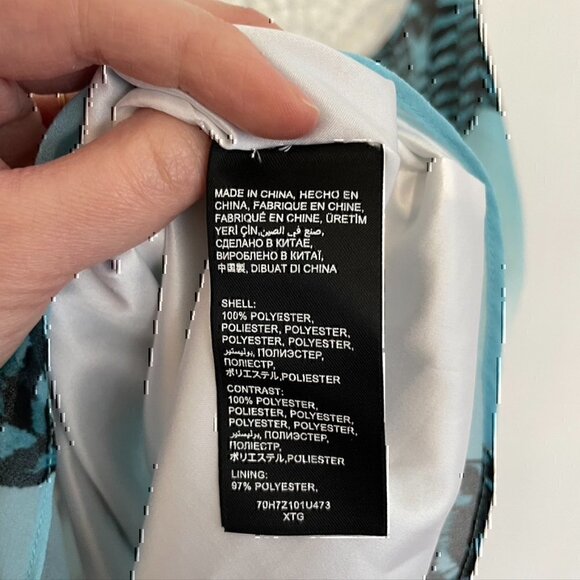 MADE IN CHINA, HECHO EN
CHINA, FABRIQUE EN CHINE,
FABRIQUÉ EN CHINE, ÜRETİM
YERİ ÇİN,صنع في الصين,
СДЕЛАНО В КИТАЕ,
ВИРОБЛЕНО В КИТАЇ,
中国製, DIBUAT DI CHINA
SHELL:
100% POLYESTER,
POLIESTER, POLYESTER,
POLYESTER, POLYESTER,
بوليستير, ПОЛИЭСТЕР,
ПОЛІЕСТР,
ポリエステル,POLIESTER
CONTRAST:
100% POLYESTER,
POLIESTER, POLYESTER,
POLYESTER, POLYESTER,
بوليستير, ПОЛИЭСТЕР,
ПОЛІЕСТР,
ポリエステル,POLIESTER
LINING:
97% POLYESTER,
70H7Z101U473
XTG